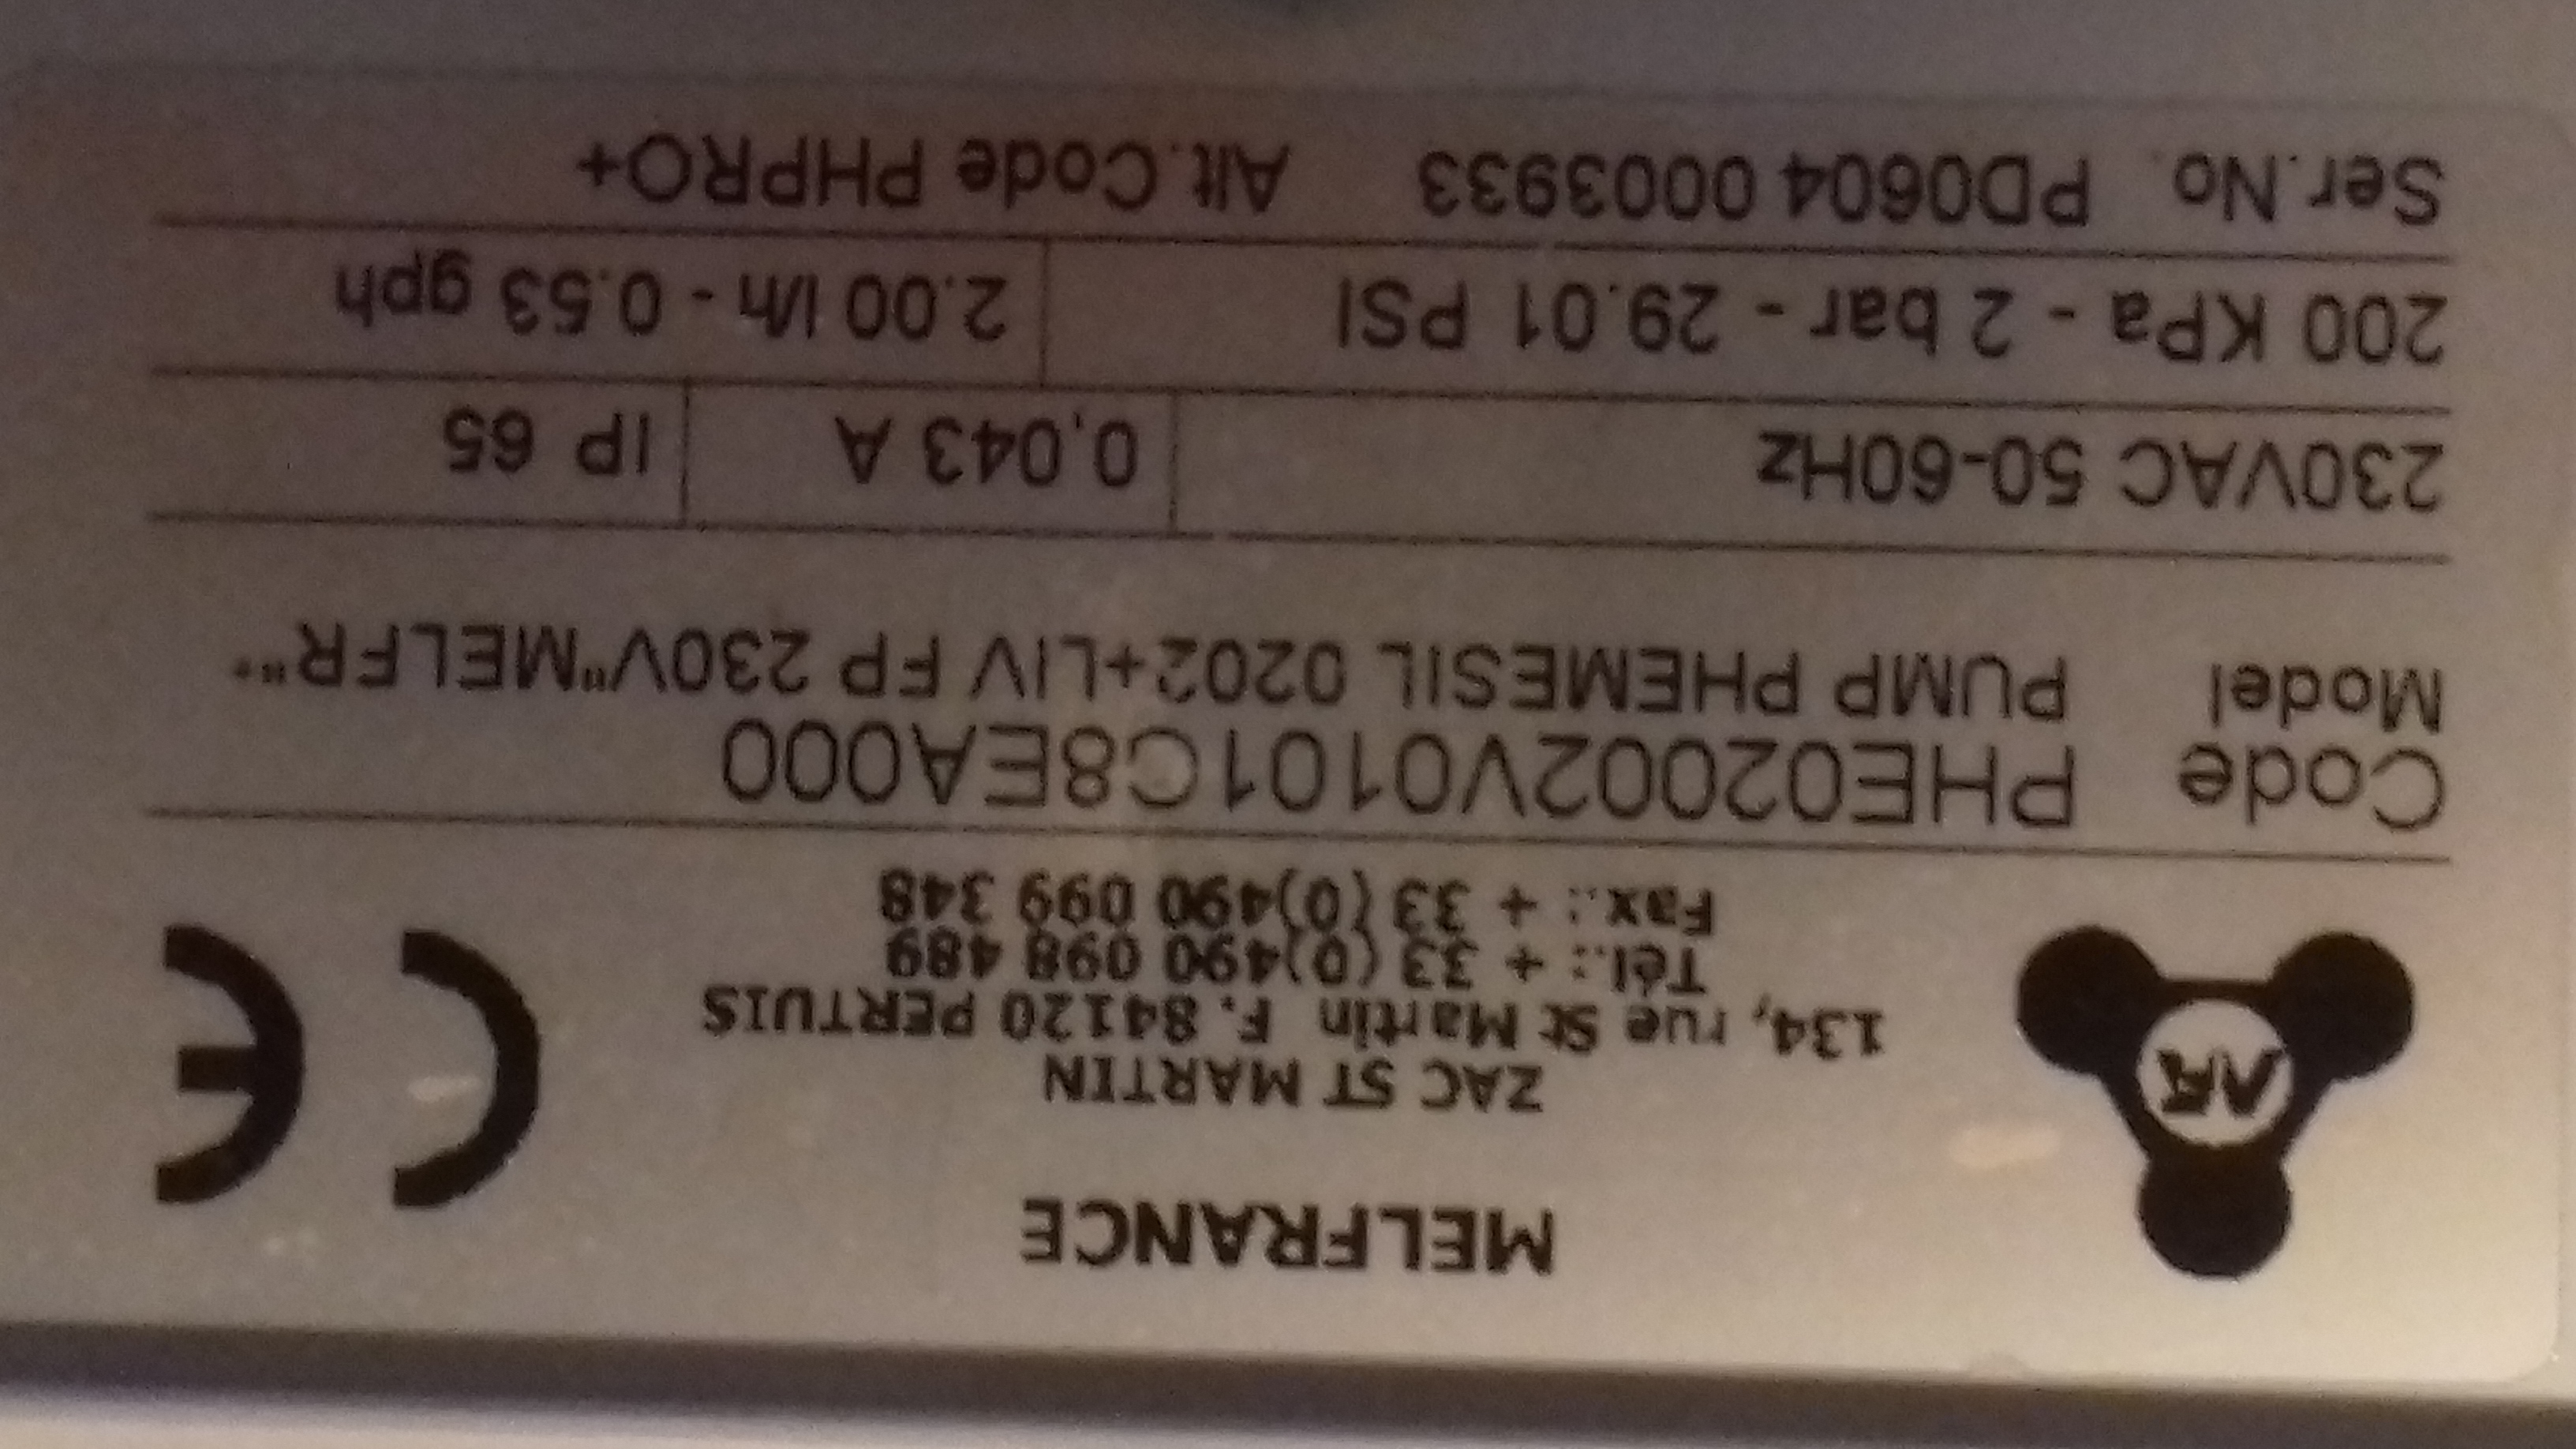 MELFRANCE
ZAC ST MARTIN
134, rue St Martin F. 84120 PERTUIS
Tél.: + 33 (0)490 098 489
Fax.: + 33 (0)490 099 348
CE
Code PHE02002V0101C8EA000
Model PUMP PHEMESIL 0202+LIV FP 230V"MELFR"*
230VAC 50-60Hz 0,043 A IP 65
200 KPa - 2 bar - 29.01 PSI 2.00 l/h - 0.53 gph
Ser.No. PD0604 0003933 Alt.Code PHPRO+